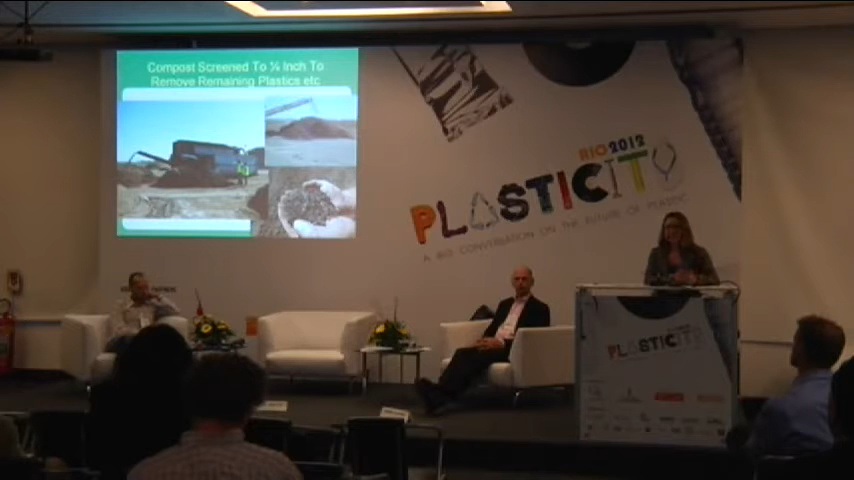 Compost Screened To ¼ Inch To
Remove Remaining Plastics etc
RIO 2012
PLASTICITY
A BIG CONVERSATION ON THE FUTURE OF PLASTIC
PLASTICITY